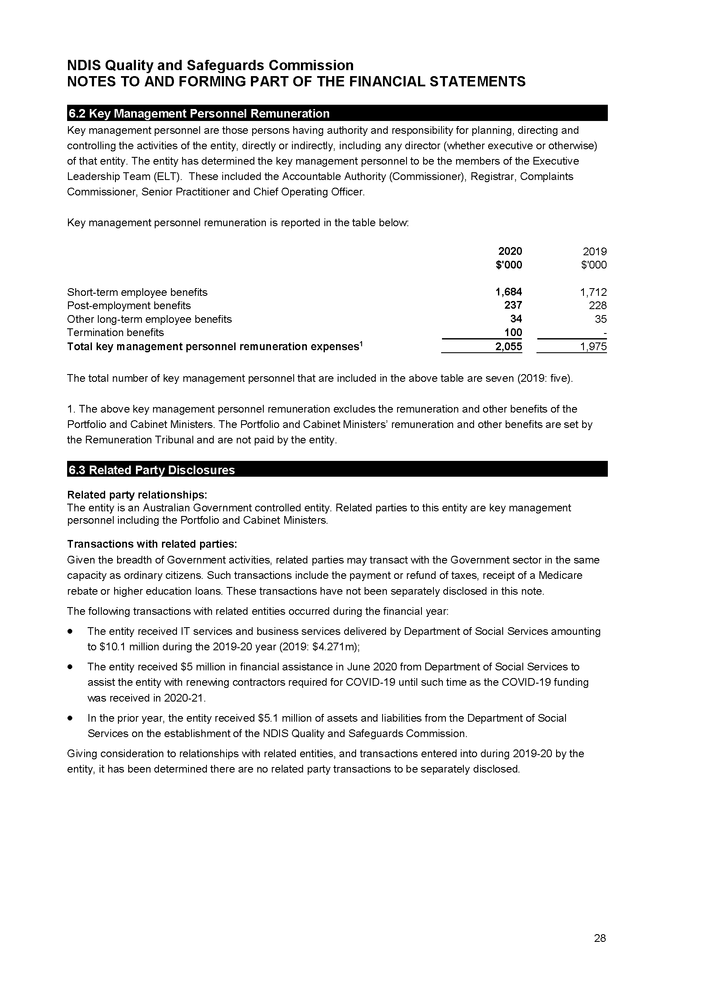 NDIS Quality and Safeguards Commission
NOTES TO AND FORMING PART OF THE FINANCIAL STATEMENTS
6.2 Key Management Personnel Remuneration
Key management personnel are those persons having authority and responsibility for planning, directing and
controlling the activities of the entity, directly or indirectly, including any director (whether executive or otherwise)
of that entity. The entity has determined the key management personnel to be the members of the Executive
Leadership Team (ELT).  These included the Accountable Authority (Commissioner), Registrar, Complaints
Commissioner, Senior Practitioner and Chief Operating Officer.
Key management personnel remuneration is reported in the table below:
2020 2019
$'000 $'000
Short-term employee benefits 1,684 1,712
Post-employment benefits 237 228
Other long-term employee benefits 34 35
Termination benefits 100 -
Total key management personnel remuneration expenses¹ 2,055 1,975
The total number of key management personnel that are included in the above table are seven (2019: five).
1. The above key management personnel remuneration excludes the remuneration and other benefits of the
Portfolio and Cabinet Ministers. The Portfolio and Cabinet Ministers’ remuneration and other benefits are set by
the Remuneration Tribunal and are not paid by the entity.
6.3 Related Party Disclosures
Related party relationships:
The entity is an Australian Government controlled entity. Related parties to this entity are key management
personnel including the Portfolio and Cabinet Ministers.
Transactions with related parties:
Given the breadth of Government activities, related parties may transact with the Government sector in the same
capacity as ordinary citizens. Such transactions include the payment or refund of taxes, receipt of a Medicare
rebate or higher education loans. These transactions have not been separately disclosed in this note.
The following transactions with related entities occurred during the financial year:
● The entity received IT services and business services delivered by Department of Social Services amounting
to $10.1 million during the 2019-20 year (2019: $4.271m);
● The entity received $5 million in financial assistance in June 2020 from Department of Social Services to
assist the entity with renewing contractors required for COVID-19 until such time as the COVID-19 funding
was received in 2020-21.
● In the prior year, the entity received $5.1 million of assets and liabilities from the Department of Social
Services on the establishment of the NDIS Quality and Safeguards Commission.
Giving consideration to relationships with related entities, and transactions entered into during 2019-20 by the
entity, it has been determined there are no related party transactions to be separately disclosed.
28